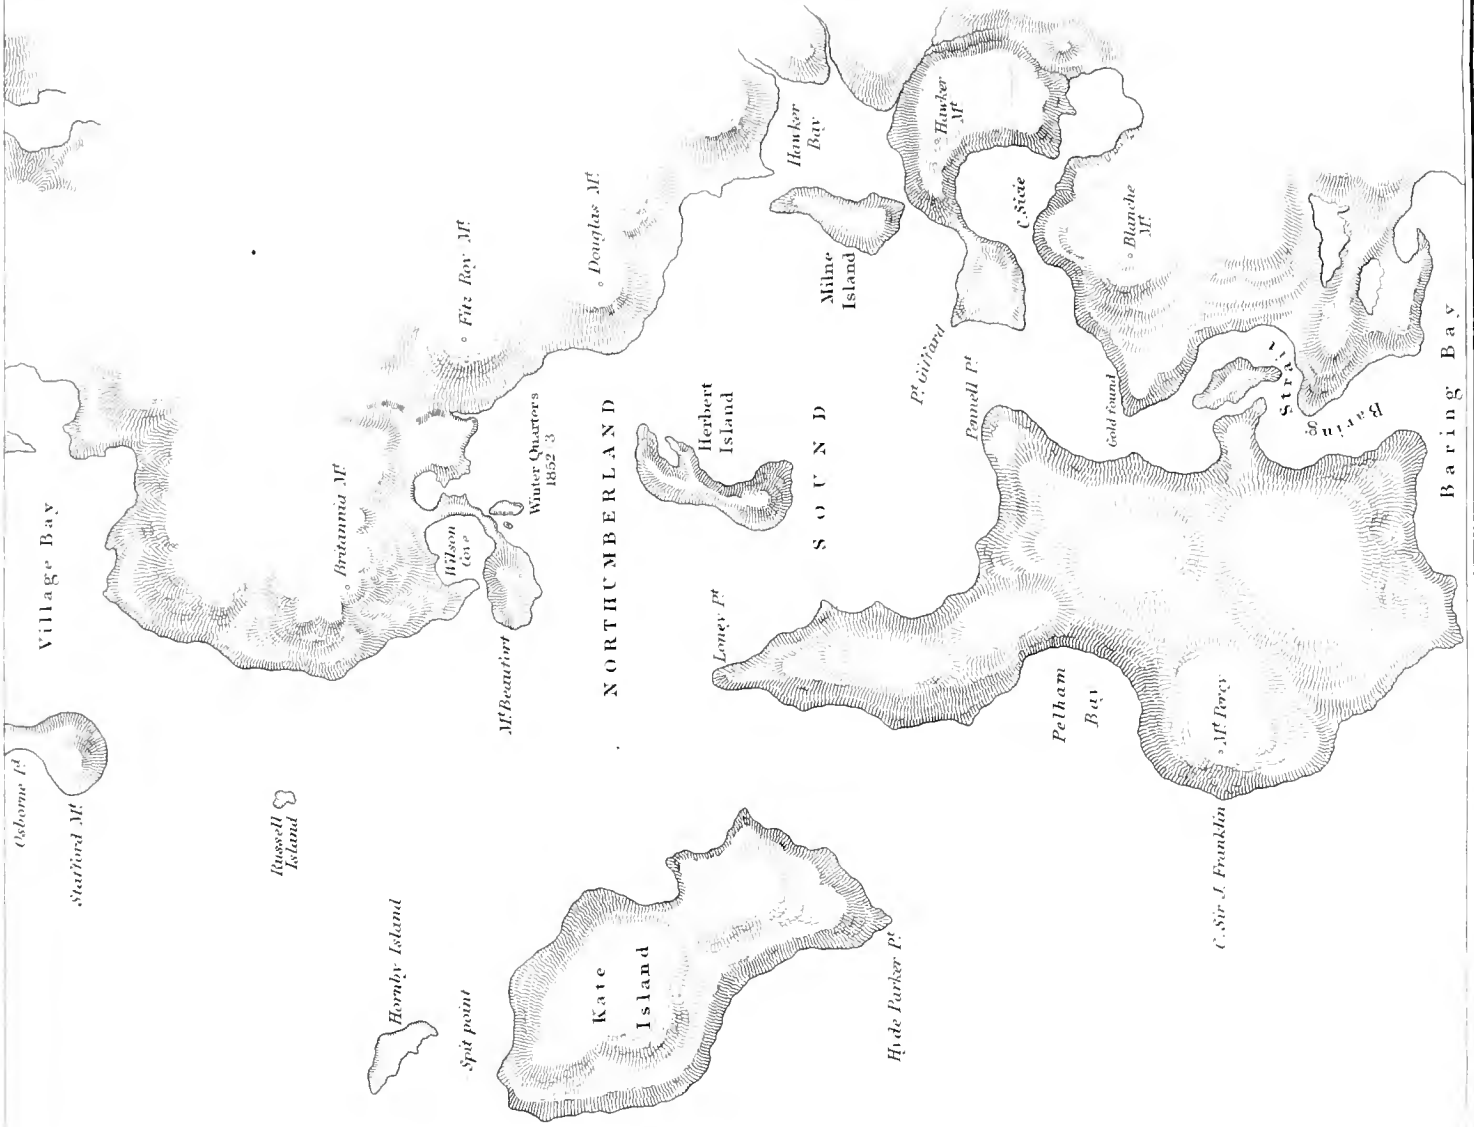 Osborne Pt
Stafford Mt
Village Bay
Russell
Island
Hornby Island
Spit point
Britannia Mt
Fitz Roy Mt
Douglas Mt
Wilson
Cove
Winter Quarters
1852 3
Mt Beaufort
NORTHUMBERLAND
SOUND
Kate
Island
Hyde Parker Pt
Herbert
Island
Loney Pt
Milne
Island
Hawker
Bay
Hawker
Mt
C. Sicie
Blanche
Mt
Pt Giffard
Pennell Pt
Gold found
Baring
Strait
Baring Bay
Pelham
Bay
Mt Percy
C. Sir J. Franklin